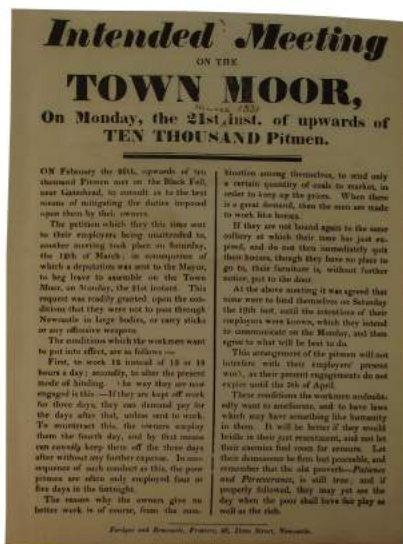 Intended Meeting
ON THE
TOWN MOOR,
On Monday, the 21st inst. of upwards of
TEN THOUSAND Pitmen.
ON February the 26th, upwards of ten
thousand Pitmen met on the Black Fell,
near Gateshead, to consult as to the best
means of mitigating the duties imposed
upon them by their owners.
The petition which they this time sent
to their employers being unattended to,
another meeting took place on Saturday,
the 12th of March; in consequence of
which a deputation was sent to the Mayor,
to beg leave to assemble on the Town
Moor, on Monday, the 21st instant. This
request was readily granted, upon the con-
ditions that they were not to pass through
Newcastle in large bodies, or carry sticks
or any offensive weapons.
The conditions which the workmen want
be put into effect, are as follows :—
First, to work 12 instead of 18 or 19
hours a day; secondly, to alter the present
mode of binding. The way they are now
engaged is this :—If they are kept off work
for three days, they can demand pay for
the days after that, unless sent to work.
To counteract this, the owners employ
them the fourth day, and by first means
can keep them off the three days
after without any further expense. In con-
sequence of such conduct as this, the poor
pitmen are often only employed four or
five days in the fortnight.
The reason why the owners give no
better work is of course, from the com-
bination among themselves, to send only
a certain quantity of coals to market, in
order to keep up the prices. When there
is a great demand, then the men are made
to work like horses.
If they are not bound again to the same
colliery at which their time has just ex-
pired, and do not then immediately quit
their houses, though they have no place to
go to, their furniture is, without further
notice, put to the door.
At the above meeting it was agreed that
none were to bind themselves on Saturday
the 19th inst. until the intentions of their
employers were known, which they intend
to communicate on the Monday, and then
agree to what will be best to do.
This arrangement of the pitmen will not
interfere with their employers' present
work, as their present engagements do not
expire until the 5th of April.
These conditions the workmen undoubt-
edly want to ameliorate, and to have laws
which may have something like humanity
in them. It will be better if they would
bridle in their just resentment, and not let
their enemies find room for censure. Let
their demeanour be firm but peaceable, and
remember that the old proverb—Patience
and Perseverance, is still true; and if
properly followed, they may yet see the
day when the poor shall have fair play as
well as the rich.
Printers, Dean Street, Newcastle.